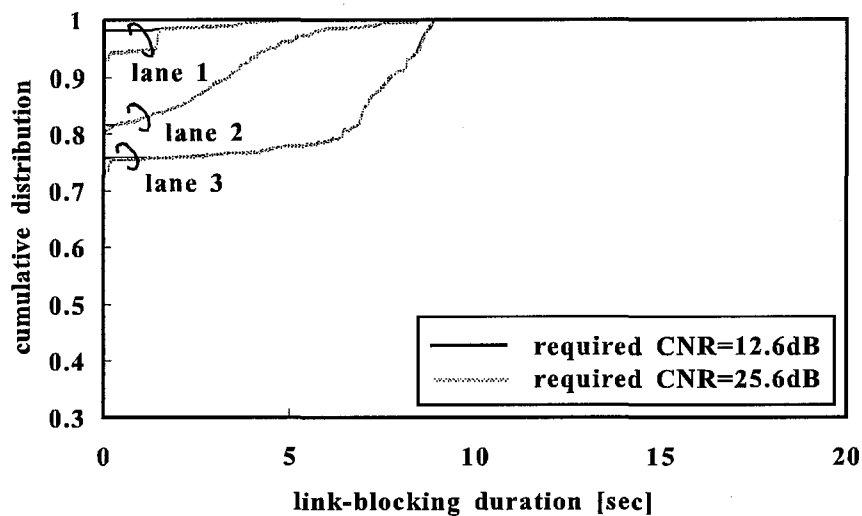 1
0.9
0.8
0.7
0.6
0.5
0.4
0.3
cumulative distribution
lane 1
lane 2
lane 3
required CNR=12.6dB
required CNR=25.6dB
0 5 10 15 20
link-blocking duration [sec]